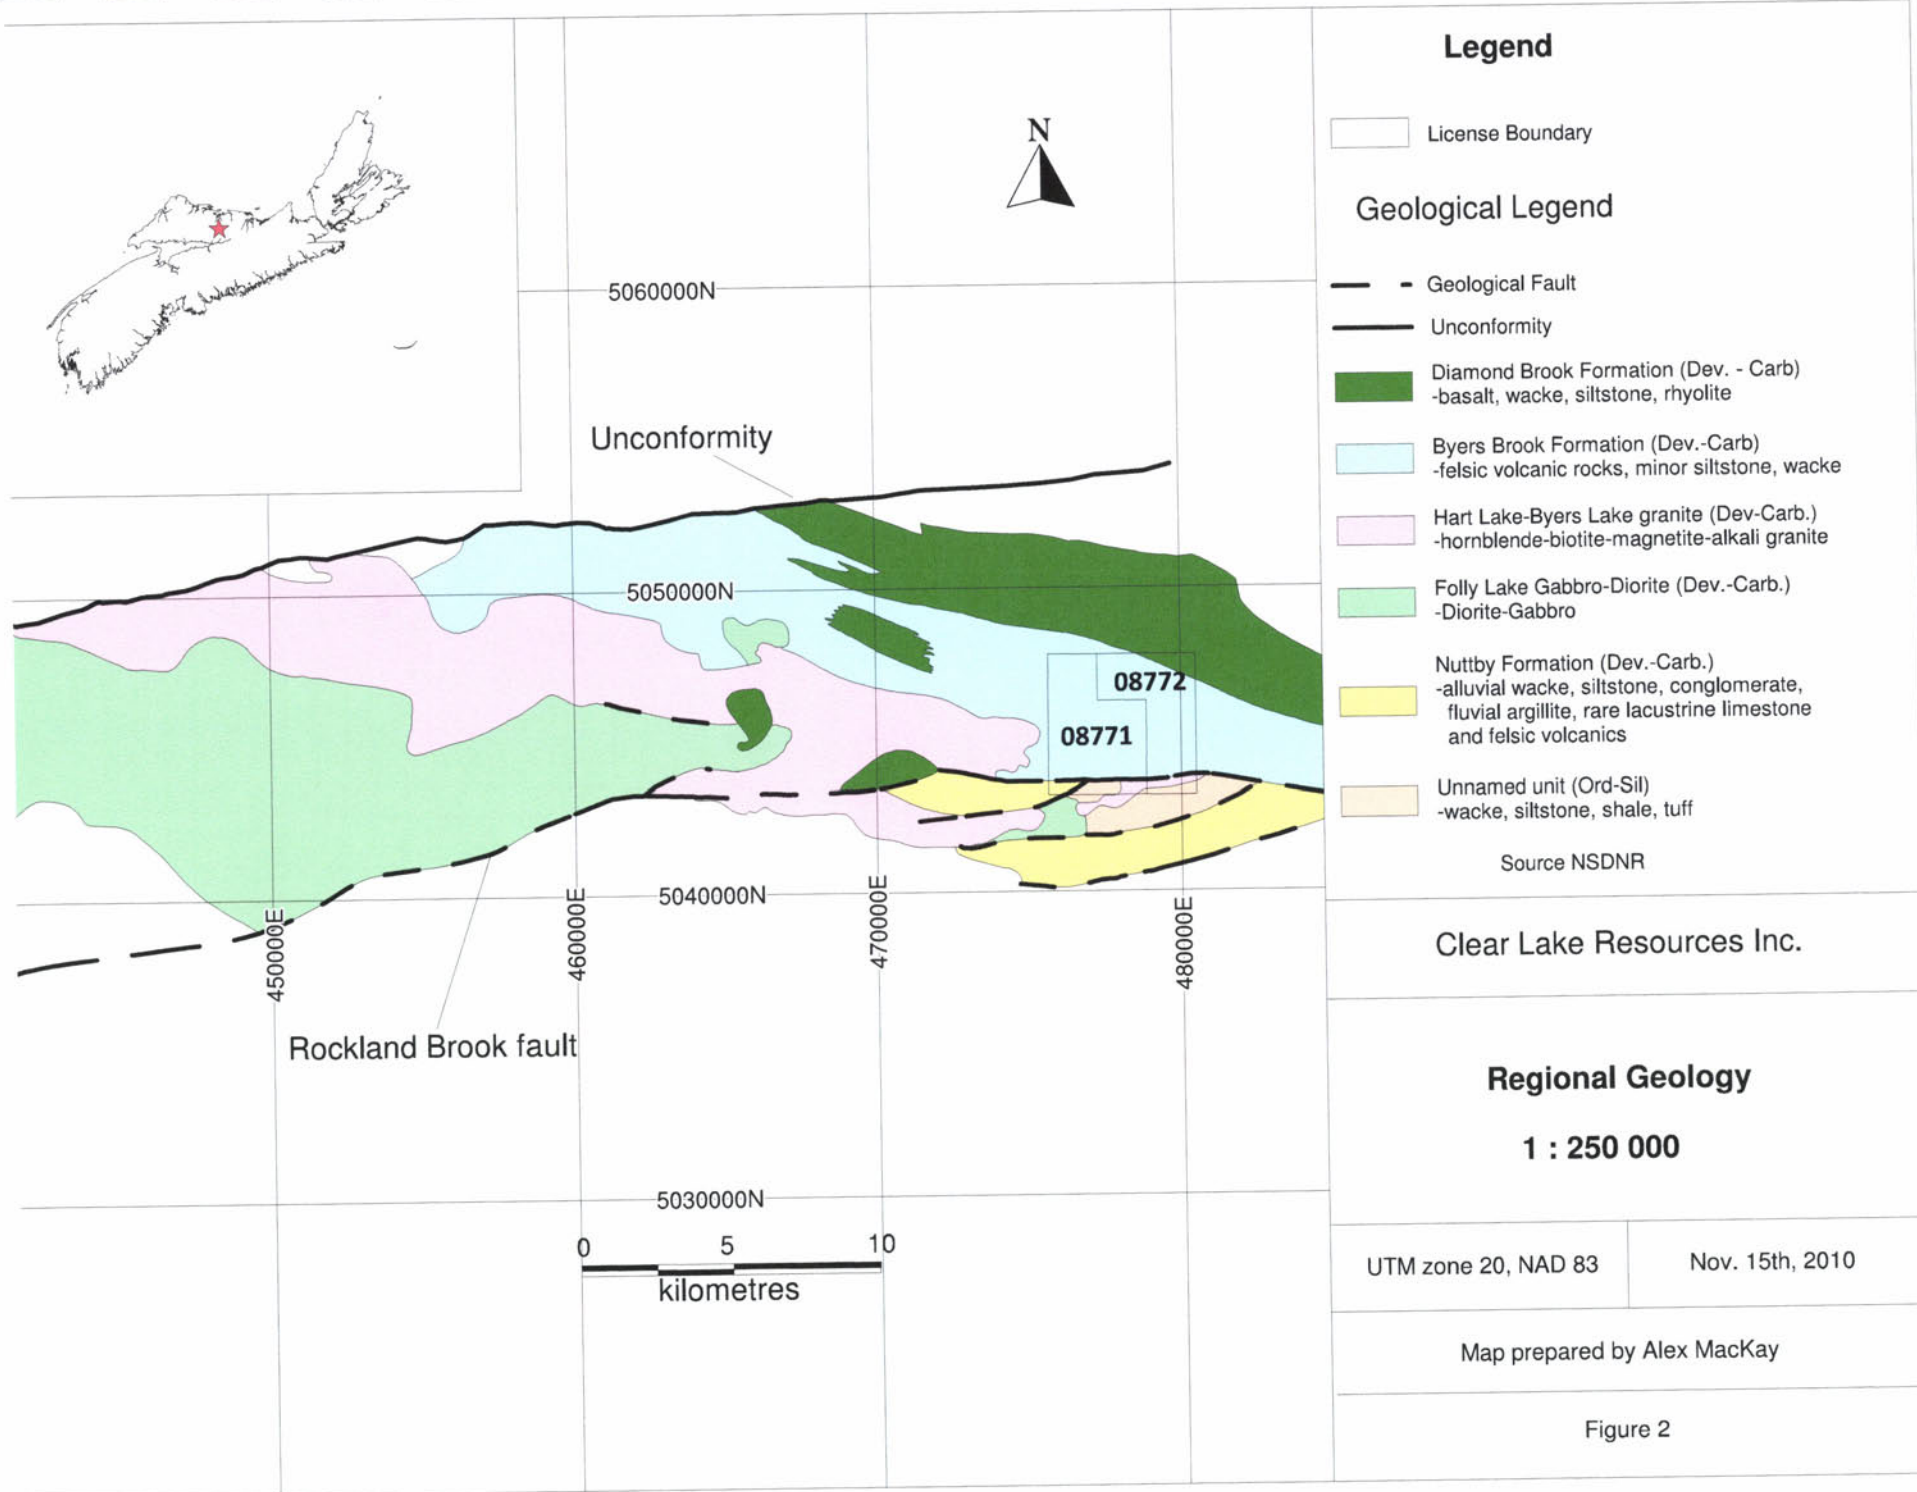 N
5060000N
Unconformity
5050000N
08772
08771
5040000N
450000E
460000E
470000E
480000E
Rockland Brook fault
5030000N
0 5 10
kilometres
Legend
License Boundary
Geological Legend
Geological Fault
Unconformity
Diamond Brook Formation (Dev. - Carb)
-basalt, wacke, siltstone, rhyolite
Byers Brook Formation (Dev.-Carb)
-felsic volcanic rocks, minor siltstone, wacke
Hart Lake-Byers Lake granite (Dev-Carb.)
-hornblende-biotite-magnetite-alkali granite
Folly Lake Gabbro-Diorite (Dev.-Carb.)
-Diorite-Gabbro
Nuttby Formation (Dev.-Carb.)
-alluvial wacke, siltstone, conglomerate,
fluvial argillite, rare lacustrine limestone
and felsic volcanics
Unnamed unit (Ord-Sil)
-wacke, siltstone, shale, tuff
Source NSDNR
Clear Lake Resources Inc.
Regional Geology
1 : 250 000
UTM zone 20, NAD 83
Nov. 15th, 2010
Map prepared by Alex MacKay
Figure 2